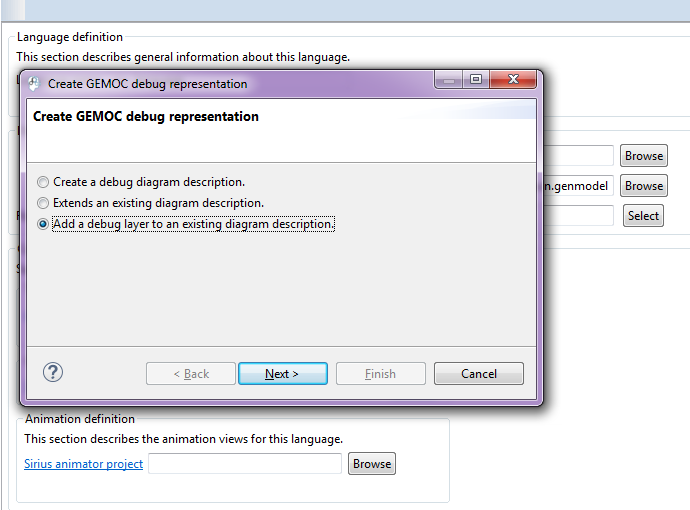 Language definition
This section describes general information about this language.
Create GEMOC debug representation
Create GEMOC debug representation
Create a debug diagram description.
Extends an existing diagram description.
Add a debug layer to an existing diagram description.
Browse
n.genmodel Browse
Select
< Back Next > Finish Cancel
Animation definition
This section describes the animation views for this language.
Sirius animator project Browse